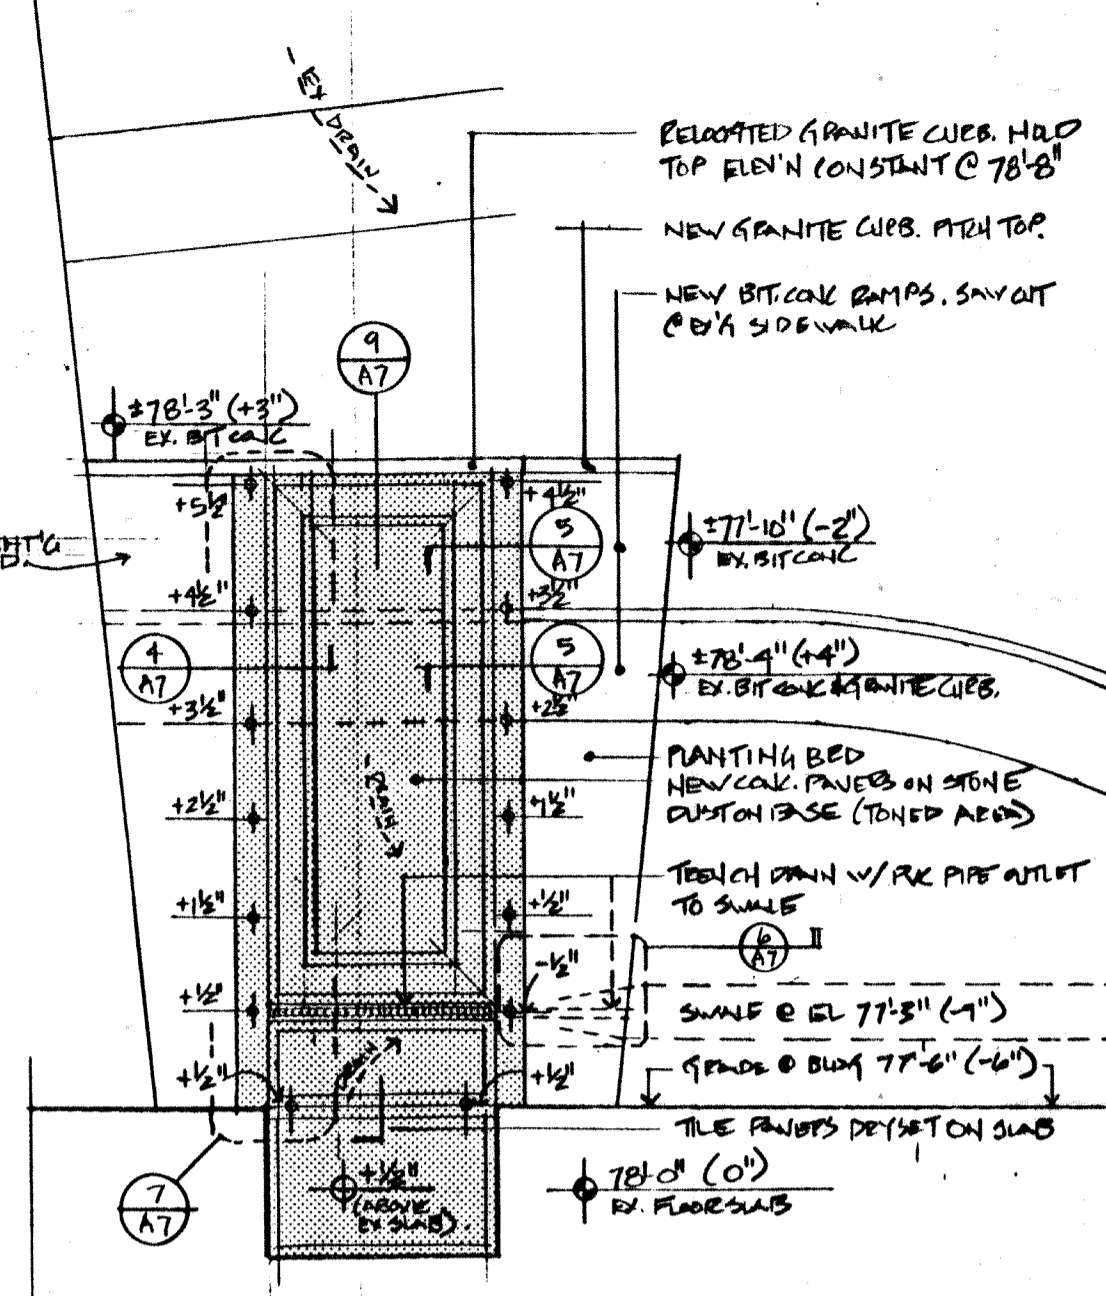 EX DRAIN
RELOCATED GRANITE CURB. HOLD
TOP ELEV'N CONSTANT @ 78'-8"
NEW GRANITE CURB. PITCH TOP.
NEW BIT. CONC RAMPS. SAWCUT
@ EX'G SIDEWALK
9
A7
±78'-3" (+3")
EX. BIT CONC
+5½"
+4½"
5
A7
±77'-10" (-2")
EX. BIT CONC
+4½"
+3½"
4
A7
5
A7
±78'-4" (+4")
EX. BIT CONC & GRANITE CURB.
+3½"
+2½"
PLANTING BED
NEW CONC. PAVERS ON STONE
DUST ON BASE (TONED AREA)
DRAIN
+2½"
+1½"
TRENCH DRAIN W/ PVC PIPE OUTLET
TO SWALE
+1½"
+½"
6
A7
-½"
+½"
SWALE @ EL 77'-3" (-9")
GRADE @ BLDG 77'-6" (-6")
DRAIN
+½"
+½"
TILE PAVERS DRYSET ON SLAB
7
A7
+½"
(ABOVE
EX SLAB).
78'-0" (0")
EX. FLOOR SLAB